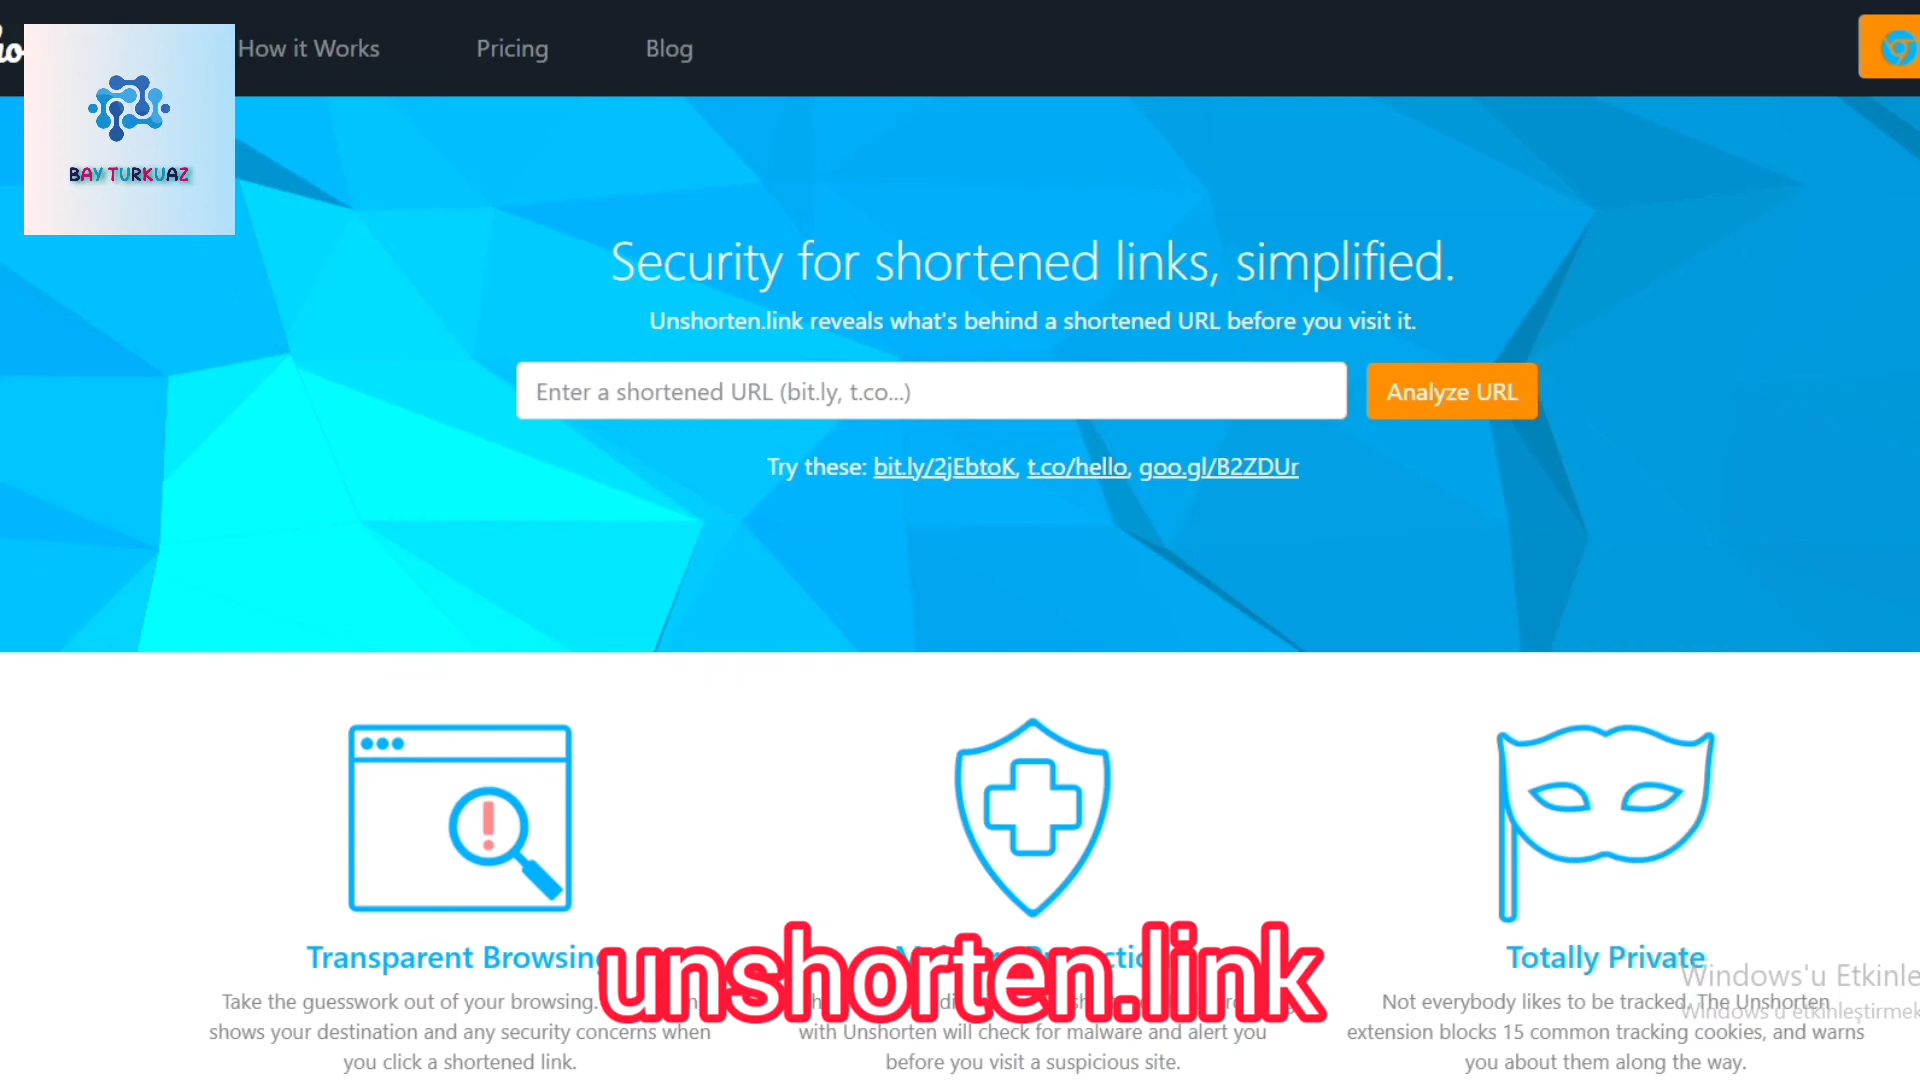 How it Works
Pricing
Blog
BAY TURKUAZ
Security for shortened links, simplified.
Unshorten.link reveals what's behind a shortened URL before you visit it.
Enter a shortened URL (bit.ly, t.co...)
Analyze URL
Try these: bit.ly/2jEbtoK, t.co/hello, goo.gl/B2ZDUr
Transparent Browsing
Take the guesswork out of your browsing.
shows your destination and any security concerns when
you click a shortened link.
unshorten.link
with Unshorten will check for malware and alert you
before you visit a suspicious site.
Totally Private
Not everybody likes to be tracked. The Unshorten
extension blocks 15 common tracking cookies, and warns
you about them along the way.
Windows'u Etkinle
Windows'u etkinleştirmek